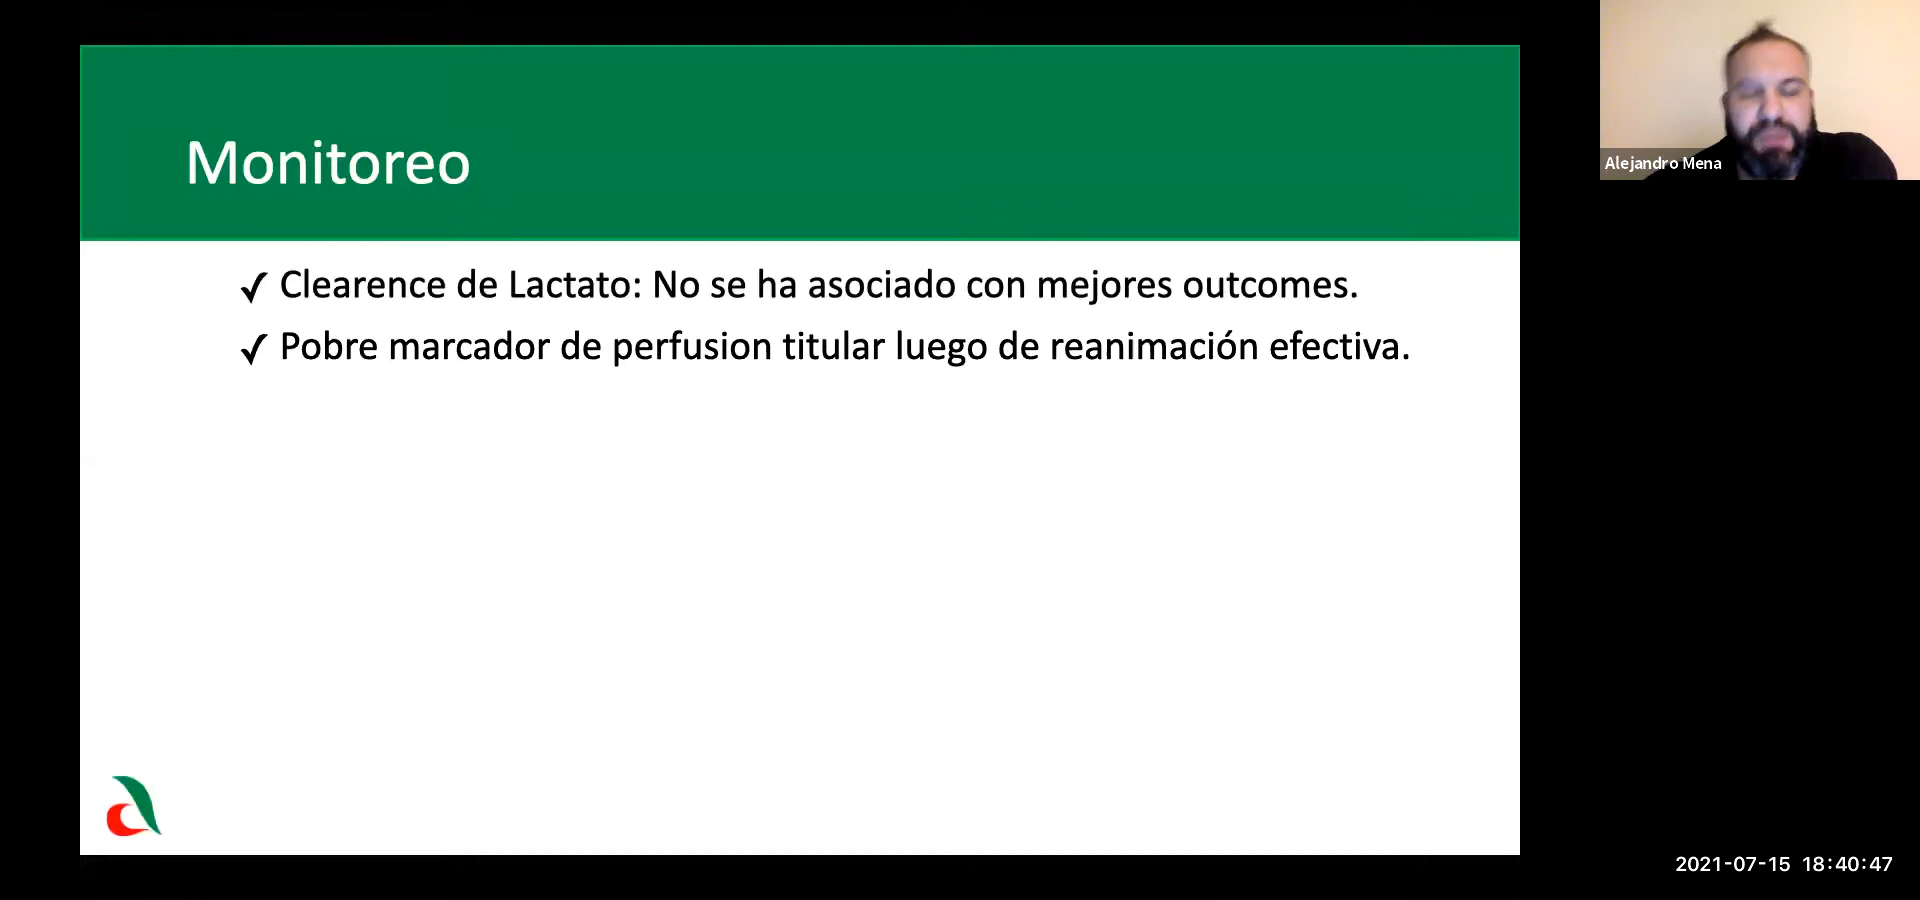 Monitoreo
✓ Clearence de Lactato: No se ha asociado con mejores outcomes.
✓ Pobre marcador de perfusion titular luego de reanimación efectiva.
Alejandro Mena
2021-07-15 18:40:47